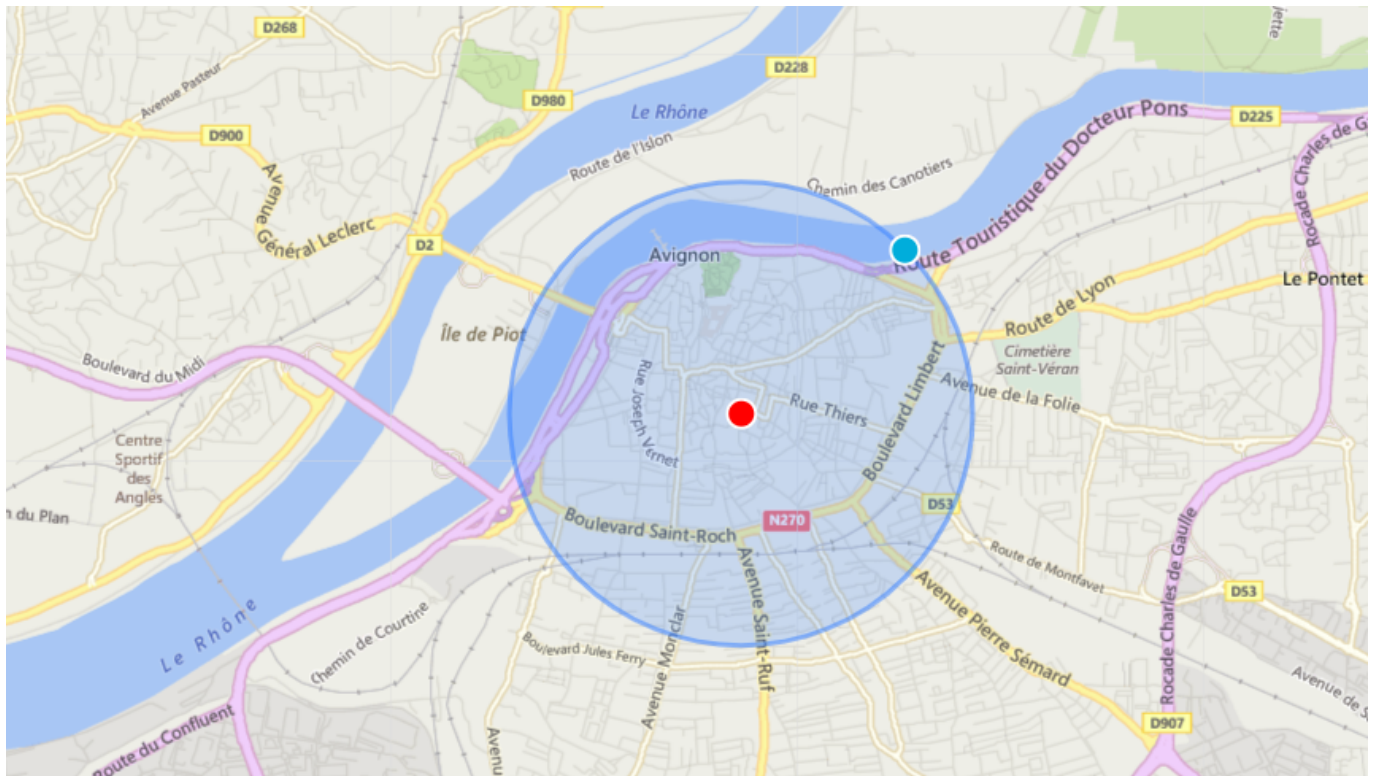 D268
Avenue Pasteur
D900
Avenue Général Leclerc
D980
D2
D228
Le Rhône
Route de l'Islon
Chemin des Canotiers
Route Touristique du Docteur Pons
D225
Rocade Charles de G
jette
Avignon
Le Pontet
Route de Lyon
Île de Piot
Boulevard du Midi
Cimetière
Saint-Véran
Avenue de la Folie
Boulevard Limbert
Rue Thiers
Rue Joseph Vernet
Centre
Sportif
des
Angles
n du Plan
D53
N270
Boulevard Saint-Roch
Route de Montfavet
D53
Rocade Charles de Gaulle
Avenue Pierre Sémard
Avenue Saint-Ruf
Avenue Monclar
Boulevard Jules Ferry
Chemin de Courtine
Le Rhône
Route du Confluent
Avenu
D907
Avenue de S